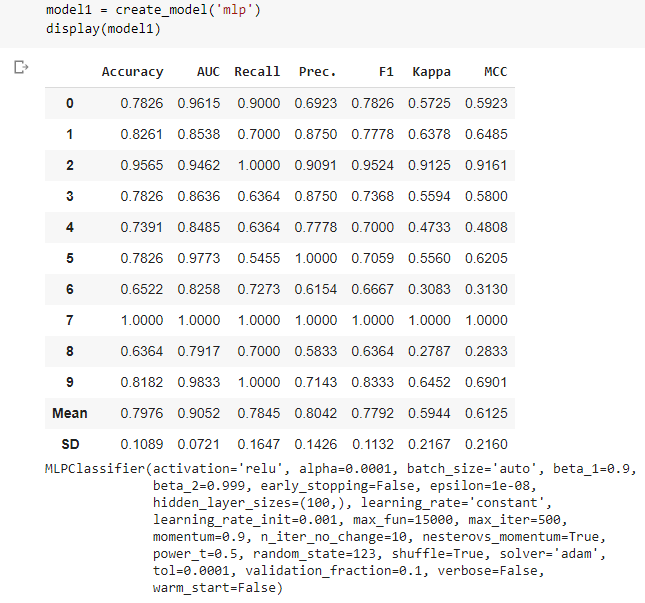 model1 = create_model('mlp')
display(model1)
Accuracy AUC Recall Prec. F1 Kappa MCC
0 0.7826 0.9615 0.9000 0.6923 0.7826 0.5725 0.5923
1 0.8261 0.8538 0.7000 0.8750 0.7778 0.6378 0.6485
2 0.9565 0.9462 1.0000 0.9091 0.9524 0.9125 0.9161
3 0.7826 0.8636 0.6364 0.8750 0.7368 0.5594 0.5800
4 0.7391 0.8485 0.6364 0.7778 0.7000 0.4733 0.4808
5 0.7826 0.9773 0.5455 1.0000 0.7059 0.5560 0.6205
6 0.6522 0.8258 0.7273 0.6154 0.6667 0.3083 0.3130
7 1.0000 1.0000 1.0000 1.0000 1.0000 1.0000 1.0000
8 0.6364 0.7917 0.7000 0.5833 0.6364 0.2787 0.2833
9 0.8182 0.9833 1.0000 0.7143 0.8333 0.6452 0.6901
Mean 0.7976 0.9052 0.7845 0.8042 0.7792 0.5944 0.6125
SD 0.1089 0.0721 0.1647 0.1426 0.1132 0.2167 0.2160
MLPClassifier(activation='relu', alpha=0.0001, batch_size='auto', beta_1=0.9,
beta_2=0.999, early_stopping=False, epsilon=1e-08,
hidden_layer_sizes=(100,), learning_rate='constant',
learning_rate_init=0.001, max_fun=15000, max_iter=500,
momentum=0.9, n_iter_no_change=10, nesterovs_momentum=True,
power_t=0.5, random_state=123, shuffle=True, solver='adam',
tol=0.0001, validation_fraction=0.1, verbose=False,
warm_start=False)